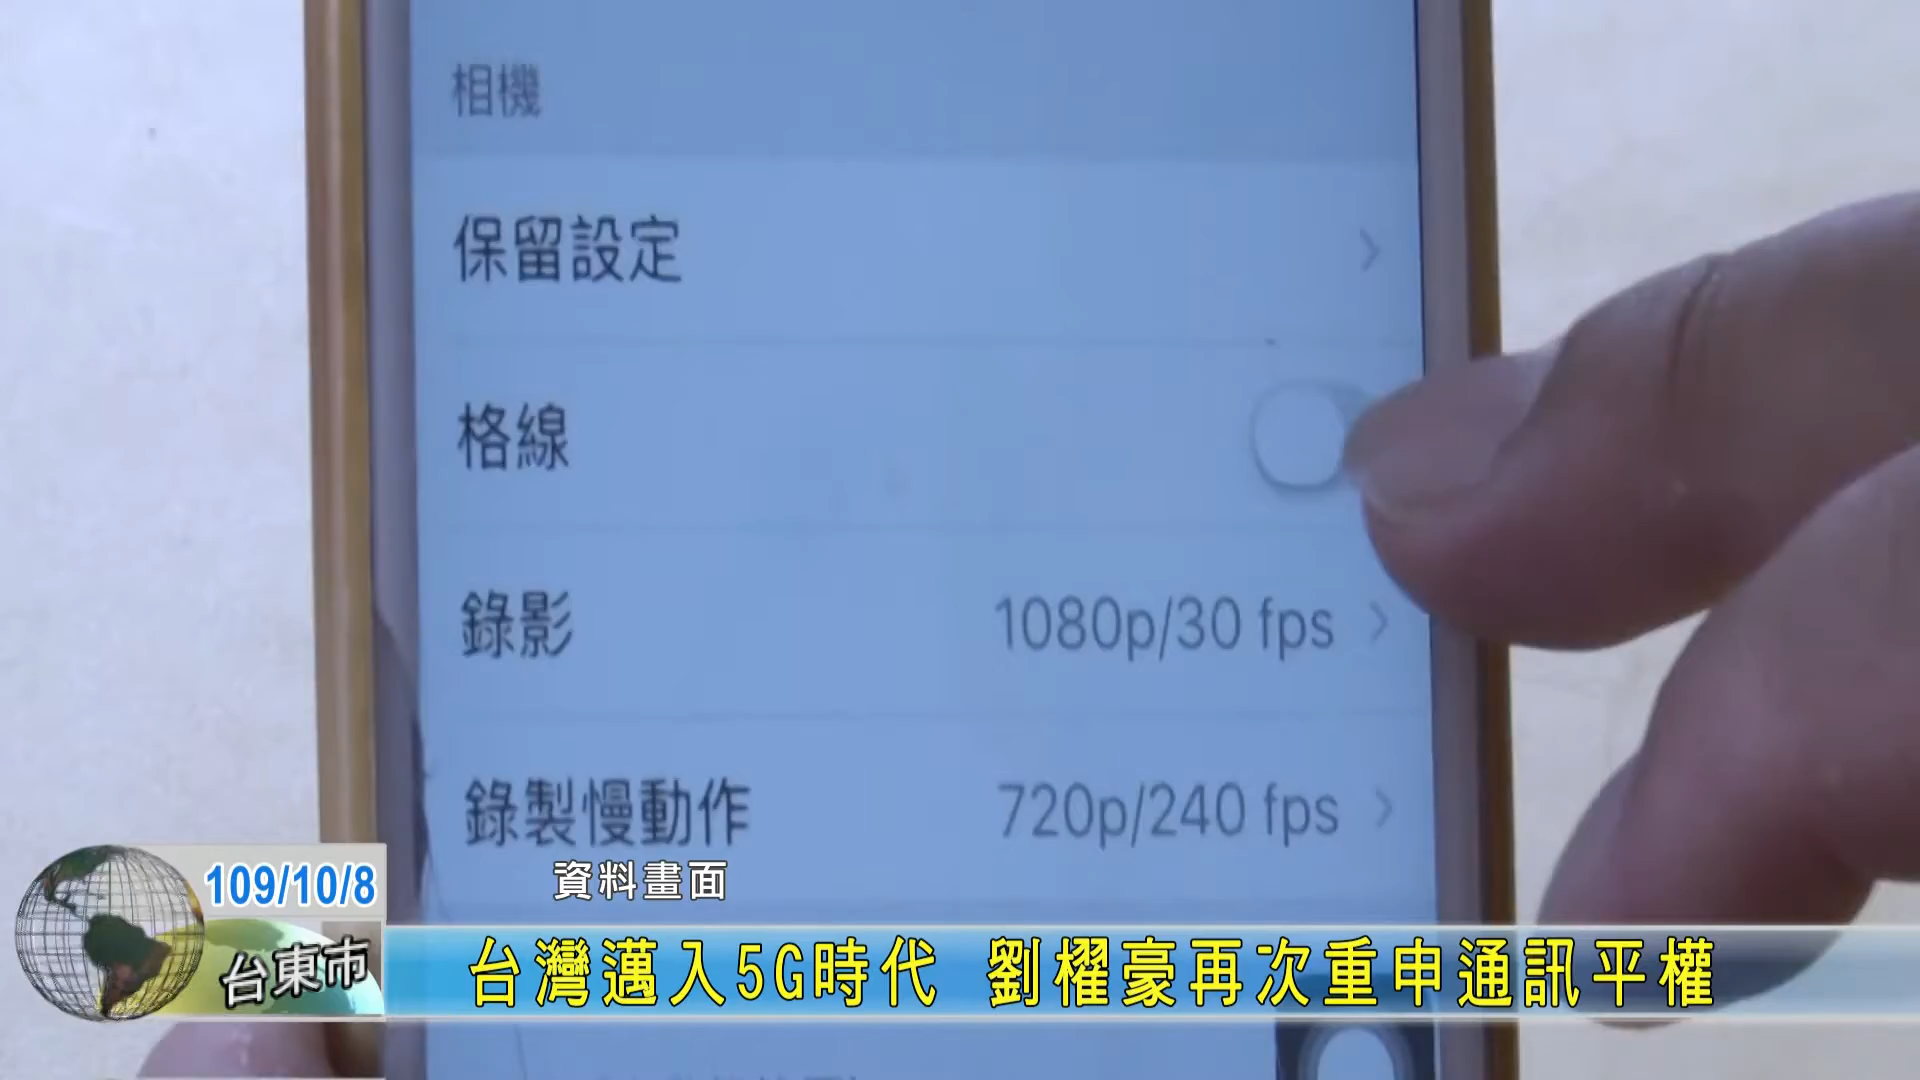 相機
保留設定
格線
錄影 1080p/30 fps
錄製慢動作 720p/240 fps
資料畫面
109/10/8
台東市
台灣邁入5G時代 劉櫂豪再次重申通訊平權